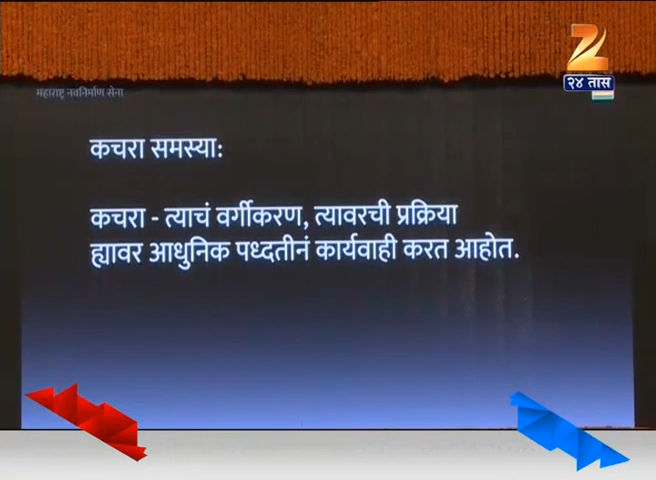 महाराष्ट्र नवनिर्माण सेना
२४ तास
कचरा समस्या:
कचरा - त्याचं वर्गीकरण, त्यावरची प्रक्रिया
ह्यावर आधुनिक पध्दतीनं कार्यवाही करत आहोत.